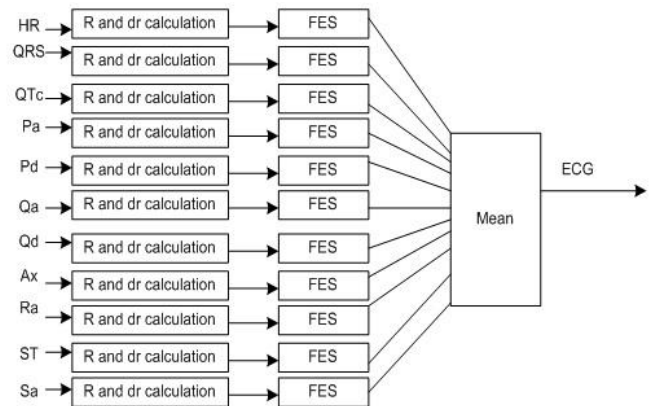 HR R and dr calculation FES
QRS R and dr calculation FES
QTc R and dr calculation FES
Pa R and dr calculation FES
Pd R and dr calculation FES
Qa R and dr calculation FES
Qd R and dr calculation FES
Ax R and dr calculation FES
Ra R and dr calculation FES
ST R and dr calculation FES
Sa R and dr calculation FES
Mean
ECG